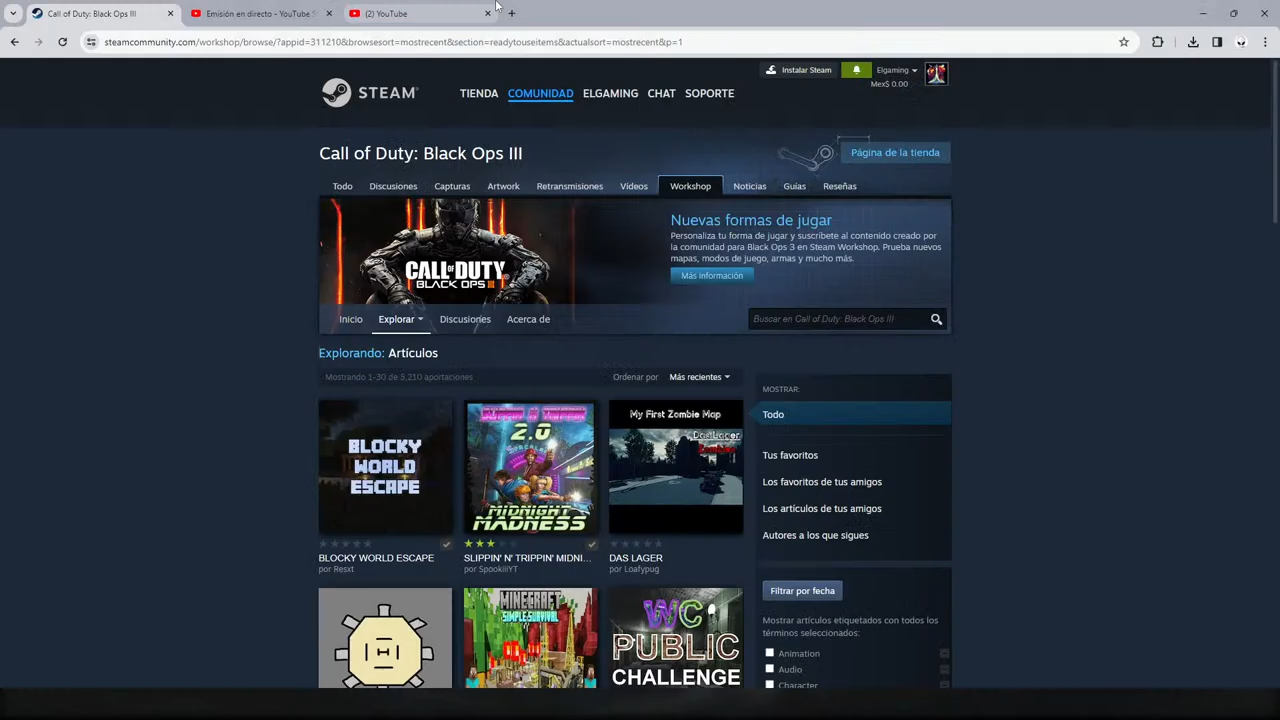 Call of Duty: Black Ops III
Emisión en directo - YouTube S
(2) YouTube
steamcommunity.com/workshop/browse/?appid=311210&browsesort=mostrecent&section=readytouseitems&actualsort=mostrecent&p=1
Instalar Steam
Elgaming
Mex$ 0.00
STEAM
TIENDA
COMUNIDAD
ELGAMING
CHAT
SOPORTE
Call of Duty: Black Ops III
Página de la tienda
Todo
Discusiones
Capturas
Artwork
Retransmisiones
Vídeos
Workshop
Noticias
Guías
Reseñas
CALL OF DUTY
BLACK OPS III
Nuevas formas de jugar
Personaliza tu forma de jugar y suscríbete al contenido creado por
la comunidad para Black Ops 3 en Steam Workshop. Prueba nuevos
mapas, modos de juego, armas y mucho más.
Más información
Inicio
Explorar
Discusiones
Acerca de
Buscar en Call of Duty: Black Ops III
Explorando: Artículos
Mostrando 1-30 de 5,210 aportaciones
Ordenar por
Más recientes
MOSTRAR:
Todo
Tus favoritos
Los favoritos de tus amigos
Los artículos de tus amigos
Autores a los que sigues
BLOCKY
WORLD
ESCAPE
SLIPPIN' N' TRIPPIN'
2.0
MIDNIGHT
MADNESS
My First Zombie Map
Das Lager
Zombies
BLOCKY WORLD ESCAPE
por Resxt
SLIPPIN' N' TRIPPIN' MIDNI...
por SpookiiiYT
DAS LAGER
por Loafypug
Filtrar por fecha
Mostrar artículos etiquetados con todos los
términos seleccionados:
Animation
Audio
Character
MINECRAFT
SIMPLE SURVIVAL
WC
PUBLIC
CHALLENGE